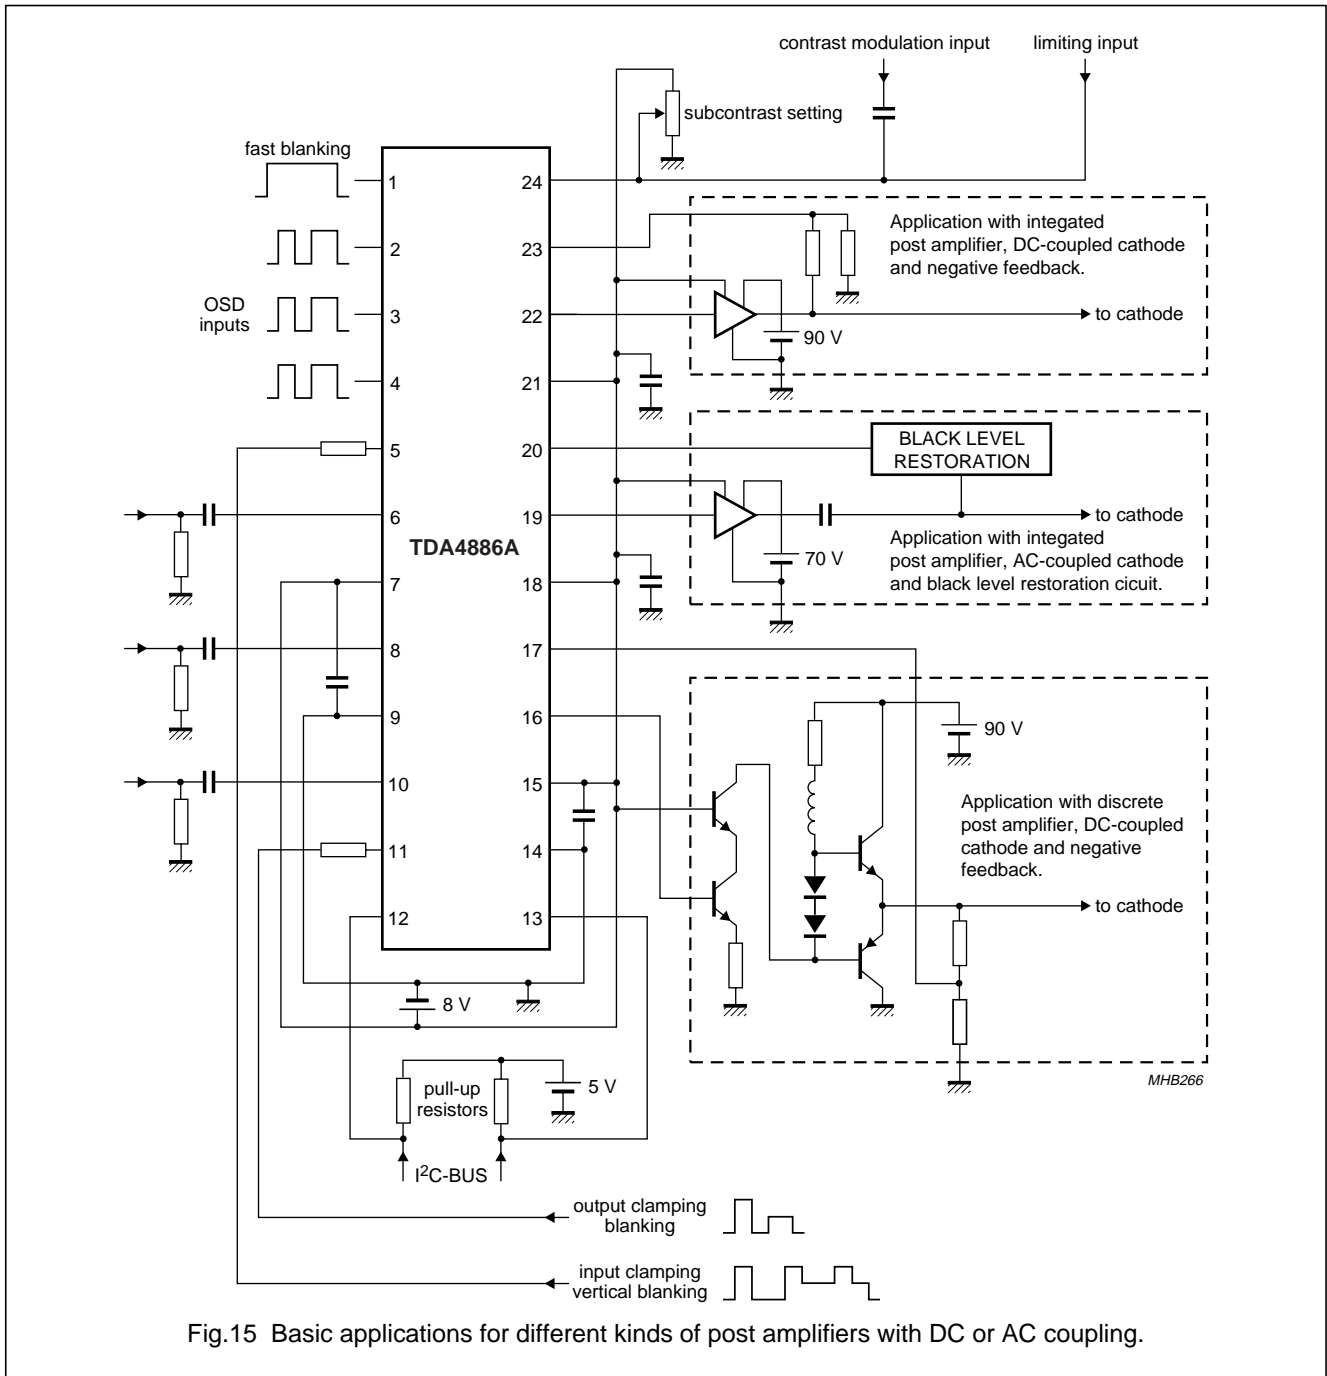 contrast modulation input
limiting input
subcontrast setting
fast blanking
1
24
2
23
Application with integated
post amplifier, DC-coupled cathode
and negative feedback.
OSD
inputs
3
22
to cathode
90 V
4
21
5
20
BLACK LEVEL
RESTORATION
6
19
to cathode
TDA4886A
Application with integated
post amplifier, AC-coupled cathode
and black level restoration cicuit.
70 V
7
18
8
17
9
16
90 V
10
15
Application with discrete
post amplifier, DC-coupled
cathode and negative
feedback.
11
14
12
13
to cathode
8 V
pull-up
resistors
5 V
MHB266
I²C-BUS
output clamping
blanking
input clamping
vertical blanking
Fig.15 Basic applications for different kinds of post amplifiers with DC or AC coupling.